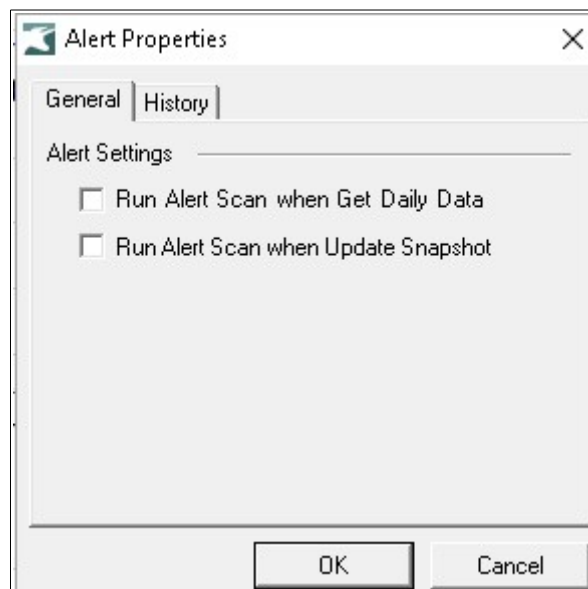 Alert Properties
General History
Alert Settings
Run Alert Scan when Get Daily Data
Run Alert Scan when Update Snapshot
OK Cancel